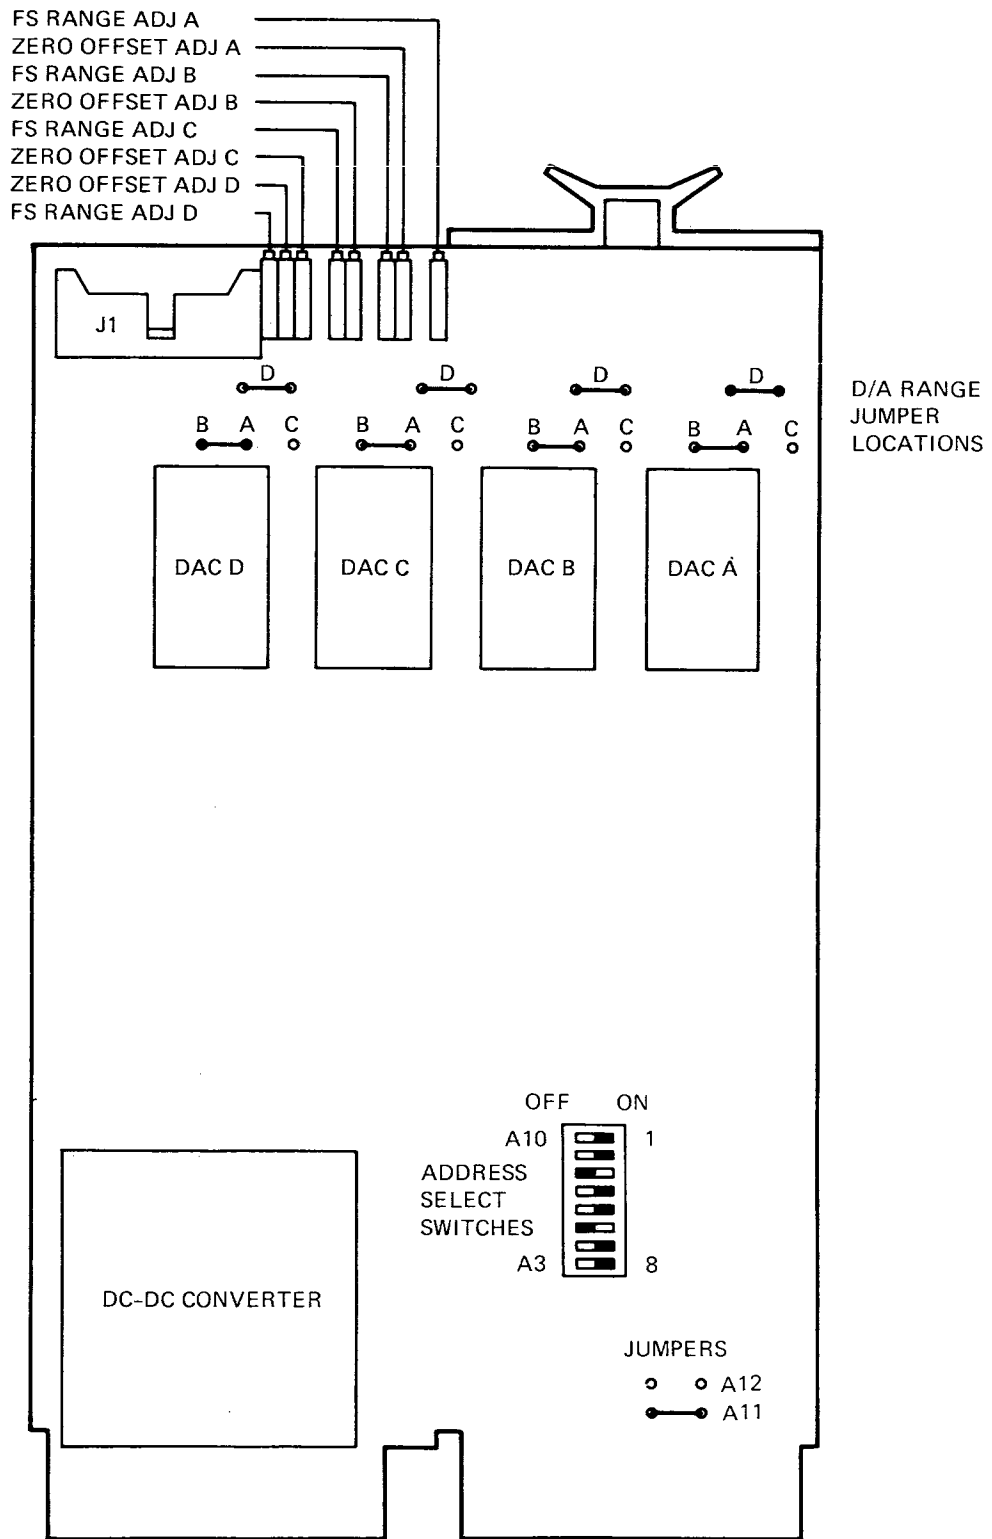 FS RANGE ADJ A
ZERO OFFSET ADJ A
FS RANGE ADJ B
ZERO OFFSET ADJ B
FS RANGE ADJ C
ZERO OFFSET ADJ C
ZERO OFFSET ADJ D
FS RANGE ADJ D
J1
D D D D
B A C B A C B A C B A C
D/A RANGE
JUMPER
LOCATIONS
DAC D DAC C DAC B DAC A
OFF ON
A10 1
ADDRESS
SELECT
SWITCHES
A3 8
DC-DC CONVERTER
JUMPERS
A12
A11